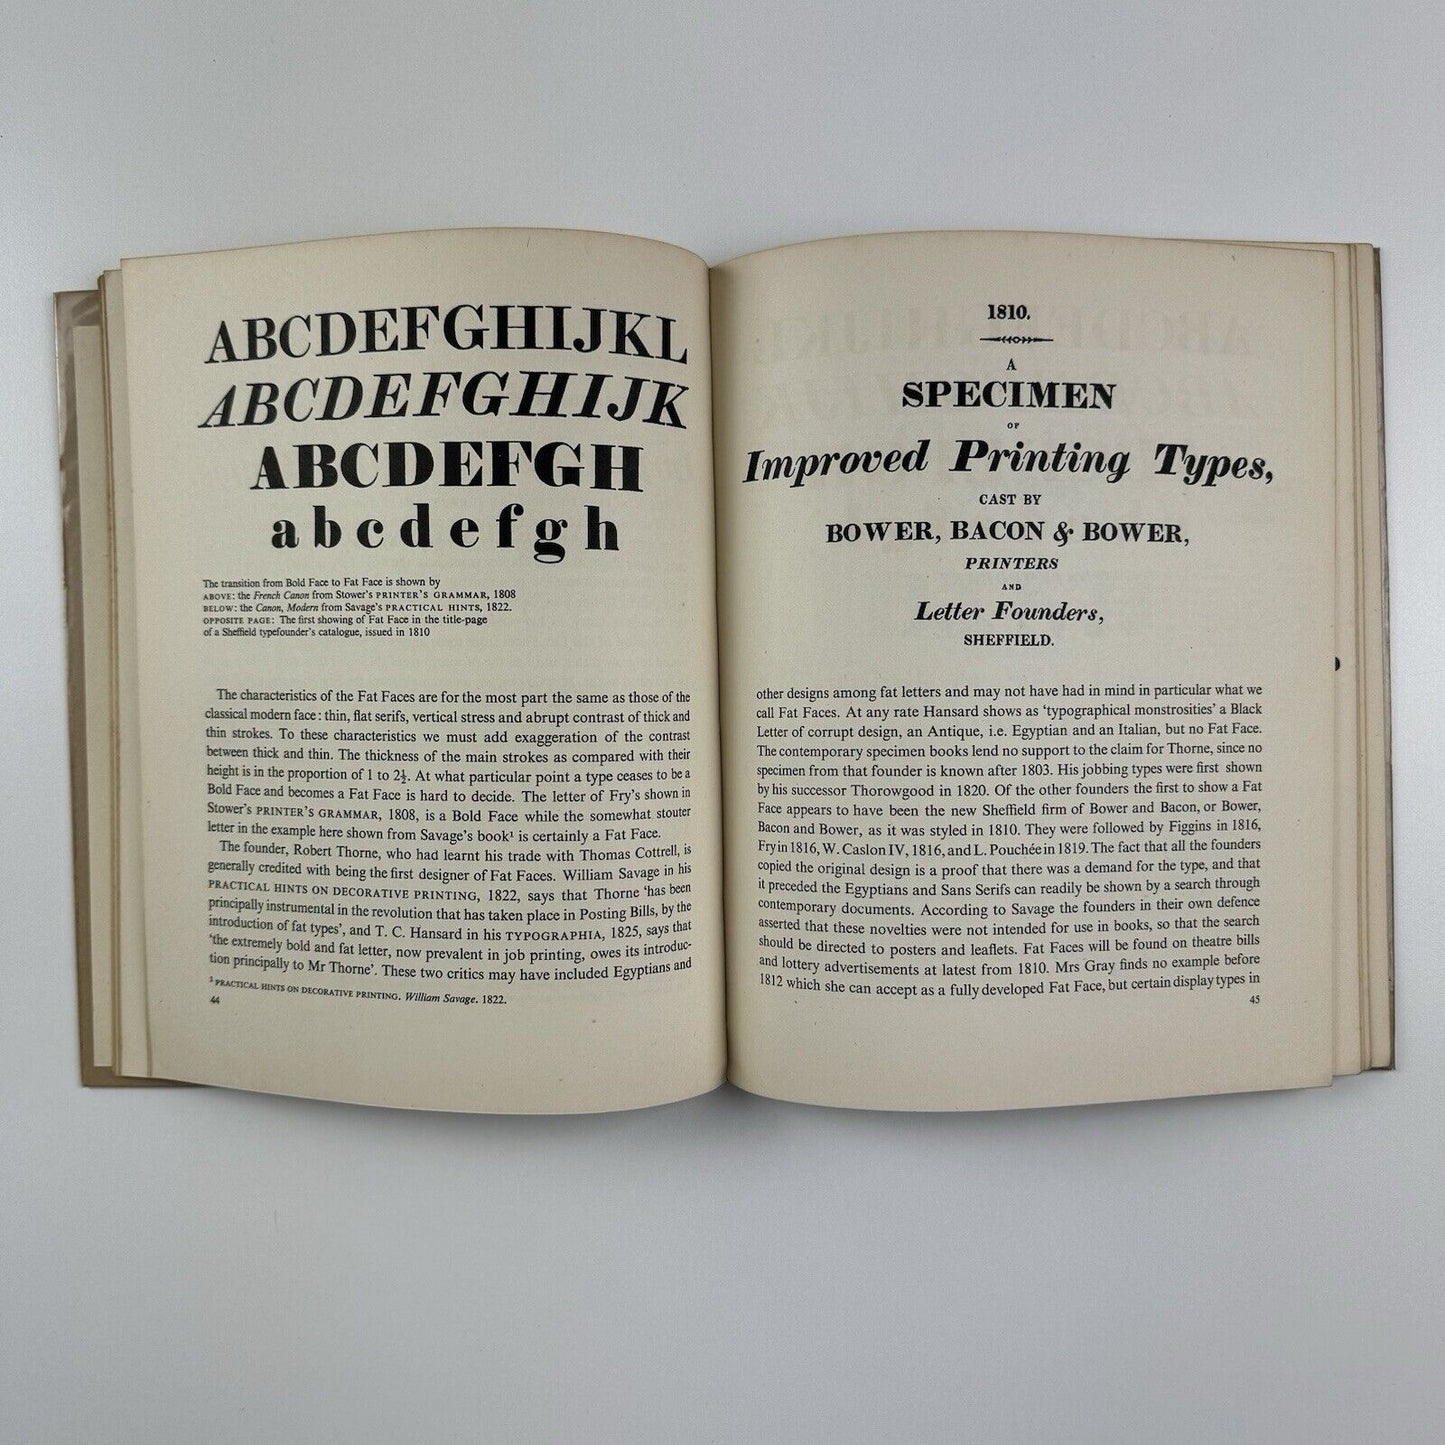 ABCDEFGHIJKL
ABCDEFGHIJK
ABCDEFGH
abcdefgh
The transition from Bold Face to Fat Face is shown by
ABOVE: the French Canon from Stower's PRINTER'S GRAMMAR, 1808
BELOW: the Canon, Modern from Savage's PRACTICAL HINTS, 1822.
OPPOSITE PAGE: The first showing of Fat Face in the title-page
of a Sheffield typefounder's catalogue, issued in 1810
The characteristics of the Fat Faces are for the most part the same as those of the
classical modern face: thin, flat serifs, vertical stress and abrupt contrast of thick and
thin strokes. To these characteristics we must add exaggeration of the contrast
between thick and thin. The thickness of the main strokes as compared with their
height is in the proportion of 1 to 2½. At what particular point a type ceases to be a
Bold Face and becomes a Fat Face is hard to decide. The letter of Fry's shown in
Stower's PRINTER'S GRAMMAR, 1808, is a Bold Face while the somewhat stouter
letter in the example here shown from Savage's book¹ is certainly a Fat Face.
The founder, Robert Thorne, who had learnt his trade with Thomas Cottrell, is
generally credited with being the first designer of Fat Faces. William Savage in his
PRACTICAL HINTS ON DECORATIVE PRINTING, 1822, says that Thorne 'has been
principally instrumental in the revolution that has taken place in Posting Bills, by the
introduction of fat types', and T. C. Hansard in his TYPOGRAPHIA, 1825, says that
'the extremely bold and fat letter, now prevalent in job printing, owes its introduc-
tion principally to Mr Thorne'. These two critics may have included Egyptians and
¹ PRACTICAL HINTS ON DECORATIVE PRINTING. William Savage. 1822.
44
1810.
A
SPECIMEN
OF
Improved Printing Types,
CAST BY
BOWER, BACON & BOWER,
PRINTERS
AND
Letter Founders,
SHEFFIELD.
other designs among fat letters and may not have had in mind in particular what we
call Fat Faces. At any rate Hansard shows as 'typographical monstrosities' a Black
Letter of corrupt design, an Antique, i.e. Egyptian and an Italian, but no Fat Face.
The contemporary specimen books lend no support to the claim for Thorne, since no
specimen from that founder is known after 1803. His jobbing types were first shown
by his successor Thorowgood in 1820. Of the other founders the first to show a Fat
Face appears to have been the new Sheffield firm of Bower and Bacon, or Bower,
Bacon and Bower, as it was styled in 1810. They were followed by Figgins in 1816,
Fry in 1816, W. Caslon IV, 1816, and L. Pouchée in 1819. The fact that all the founders
copied the original design is a proof that there was a demand for the type, and that
it preceded the Egyptians and Sans Serifs can readily be shown by a search through
contemporary documents. According to Savage the founders in their own defence
asserted that these novelties were not intended for use in books, so that the search
should be directed to posters and leaflets. Fat Faces will be found on theatre bills
and lottery advertisements at latest from 1810. Mrs Gray finds no example before
1812 which she can accept as a fully developed Fat Face, but certain display types in
45